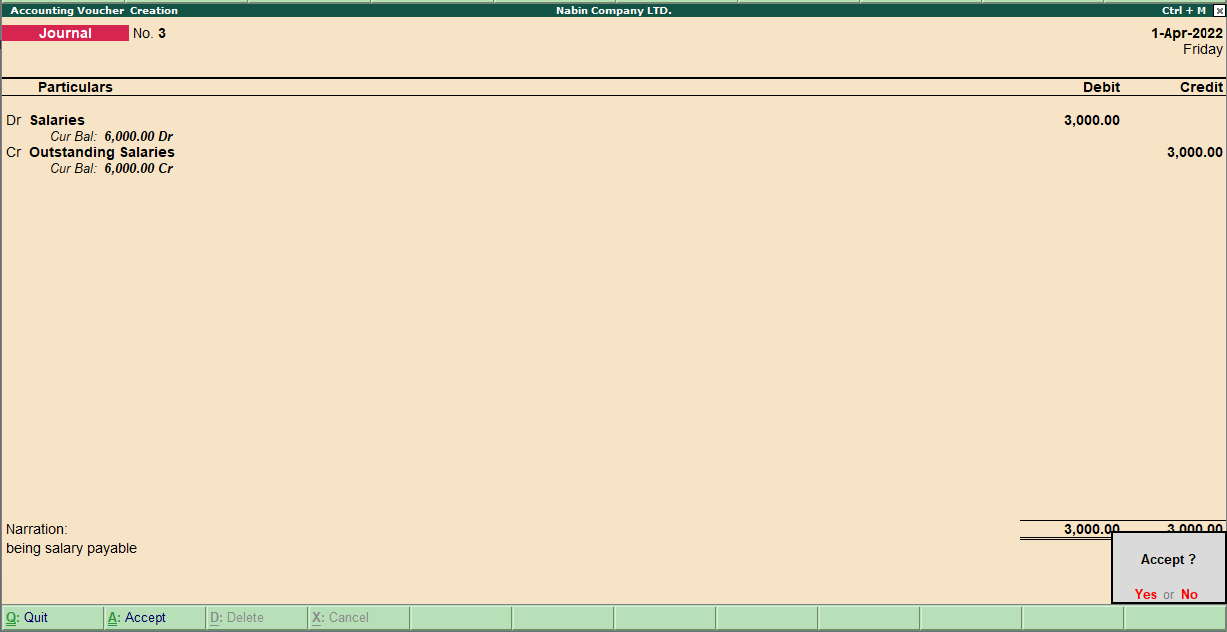 Accounting Voucher Creation Nabin Company LTD. Ctrl + M
Journal No. 3 1-Apr-2022
Friday
Particulars Debit Credit
Dr Salaries 3,000.00
Cur Bal: 6,000.00 Dr
Cr Outstanding Salaries 3,000.00
Cur Bal: 6,000.00 Cr
Narration: 3,000.00 3,000.00
being salary payable
Accept ?
Yes or No
Q: Quit A: Accept D: Delete X: Cancel